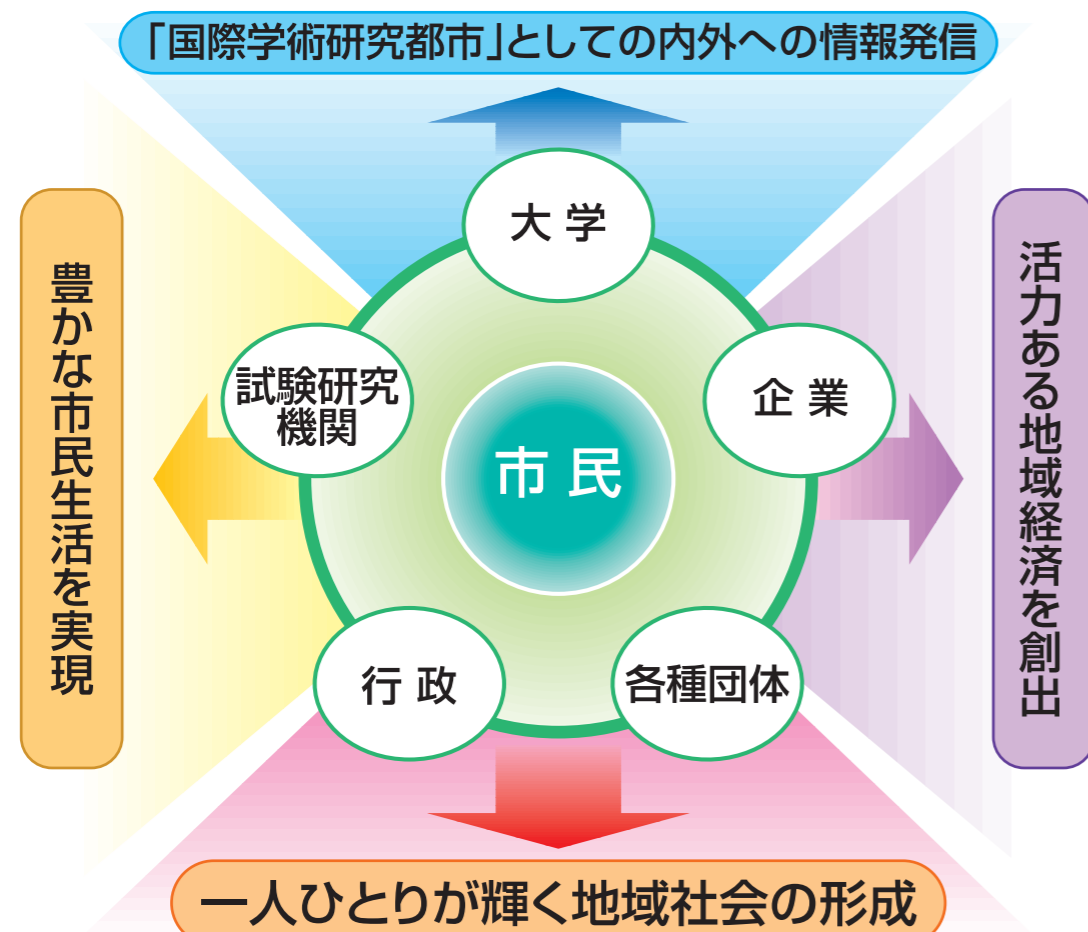 「国際学術研究都市」としての内外への情報発信
大学
豊かな市民生活を実現
活力ある地域経済を創出
試験研究
機関
企業
市民
行政
各種団体
一人ひとりが輝く地域社会の形成